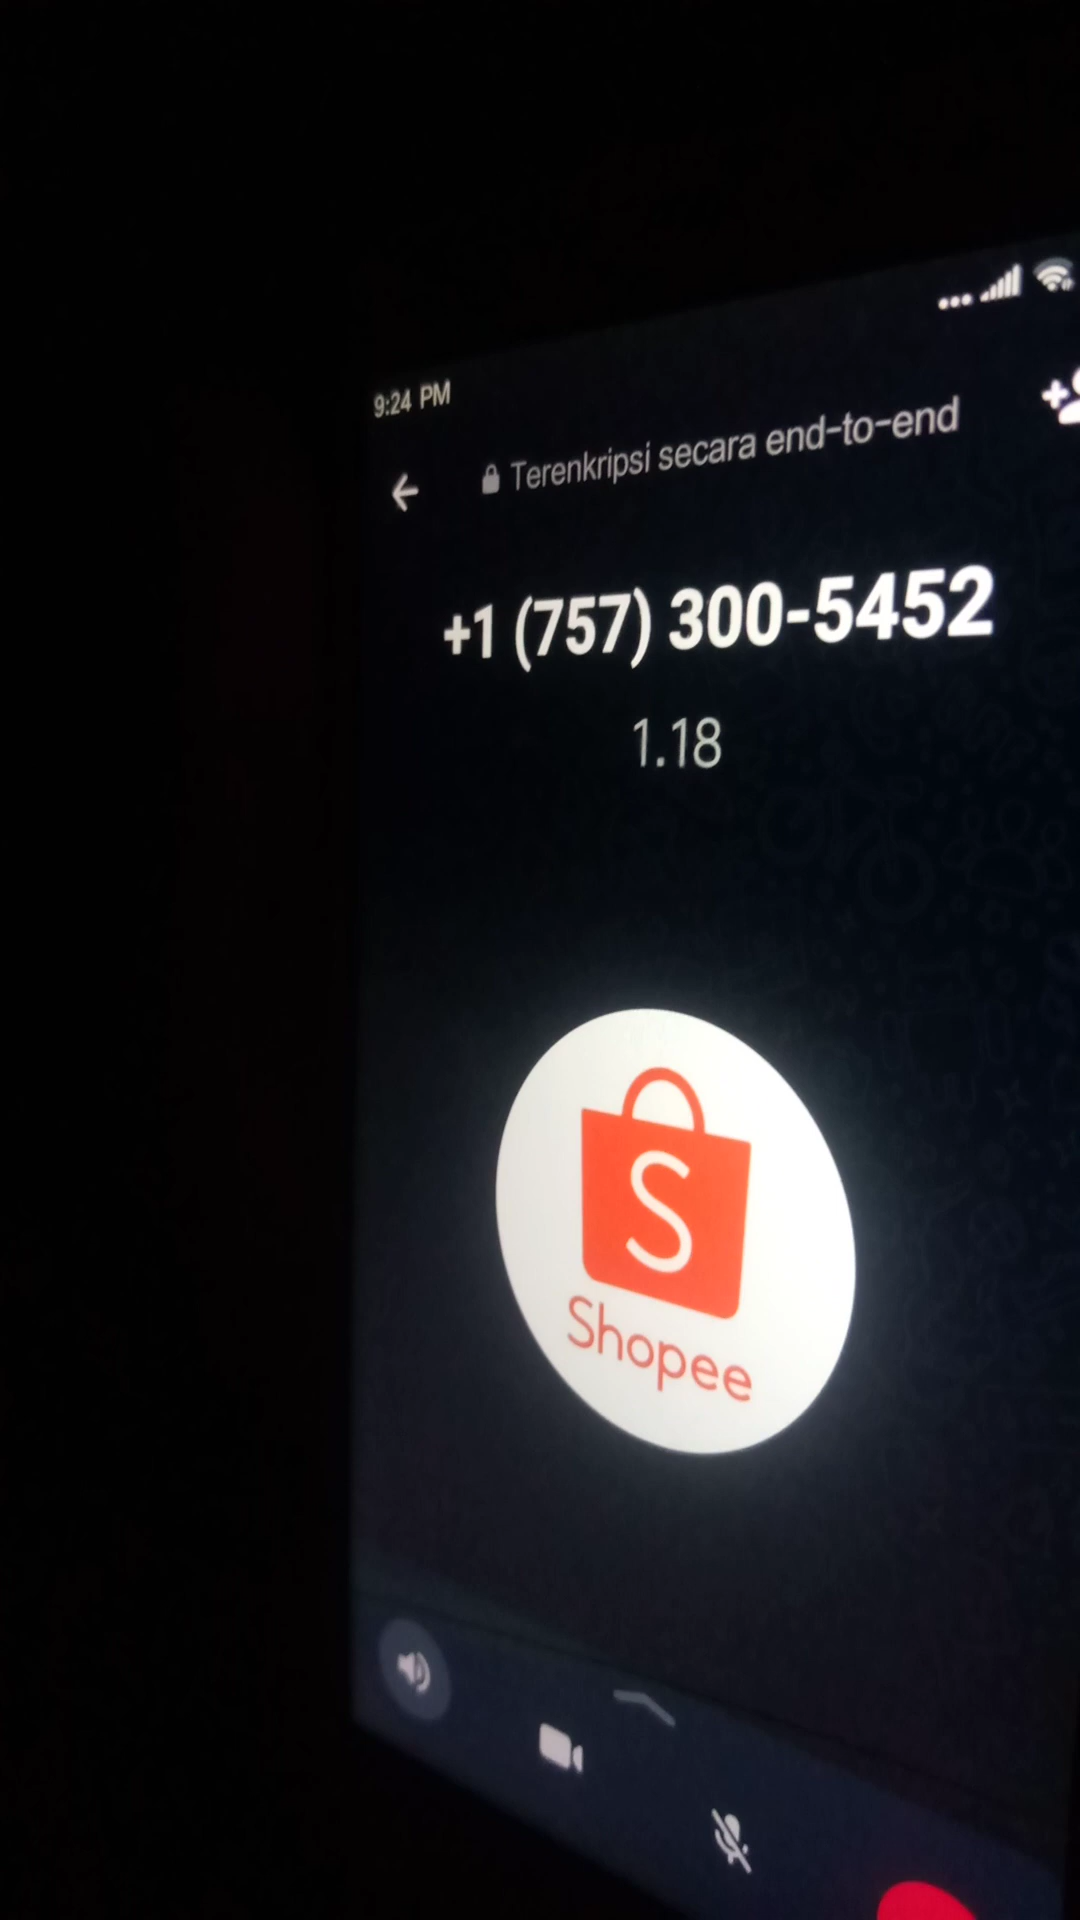 9:24 PM
Terenkripsi secara end-to-end
+1 (757) 300-5452
1.18
S
Shopee